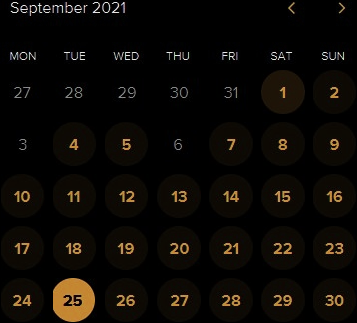 September 2021 < >
MON TUE WED THU FRI SAT SUN
27 28 29 30 31 1 2
3 4 5 6 7 8 9
10 11 12 13 14 15 16
17 18 19 20 21 22 23
24 25 26 27 28 29 30